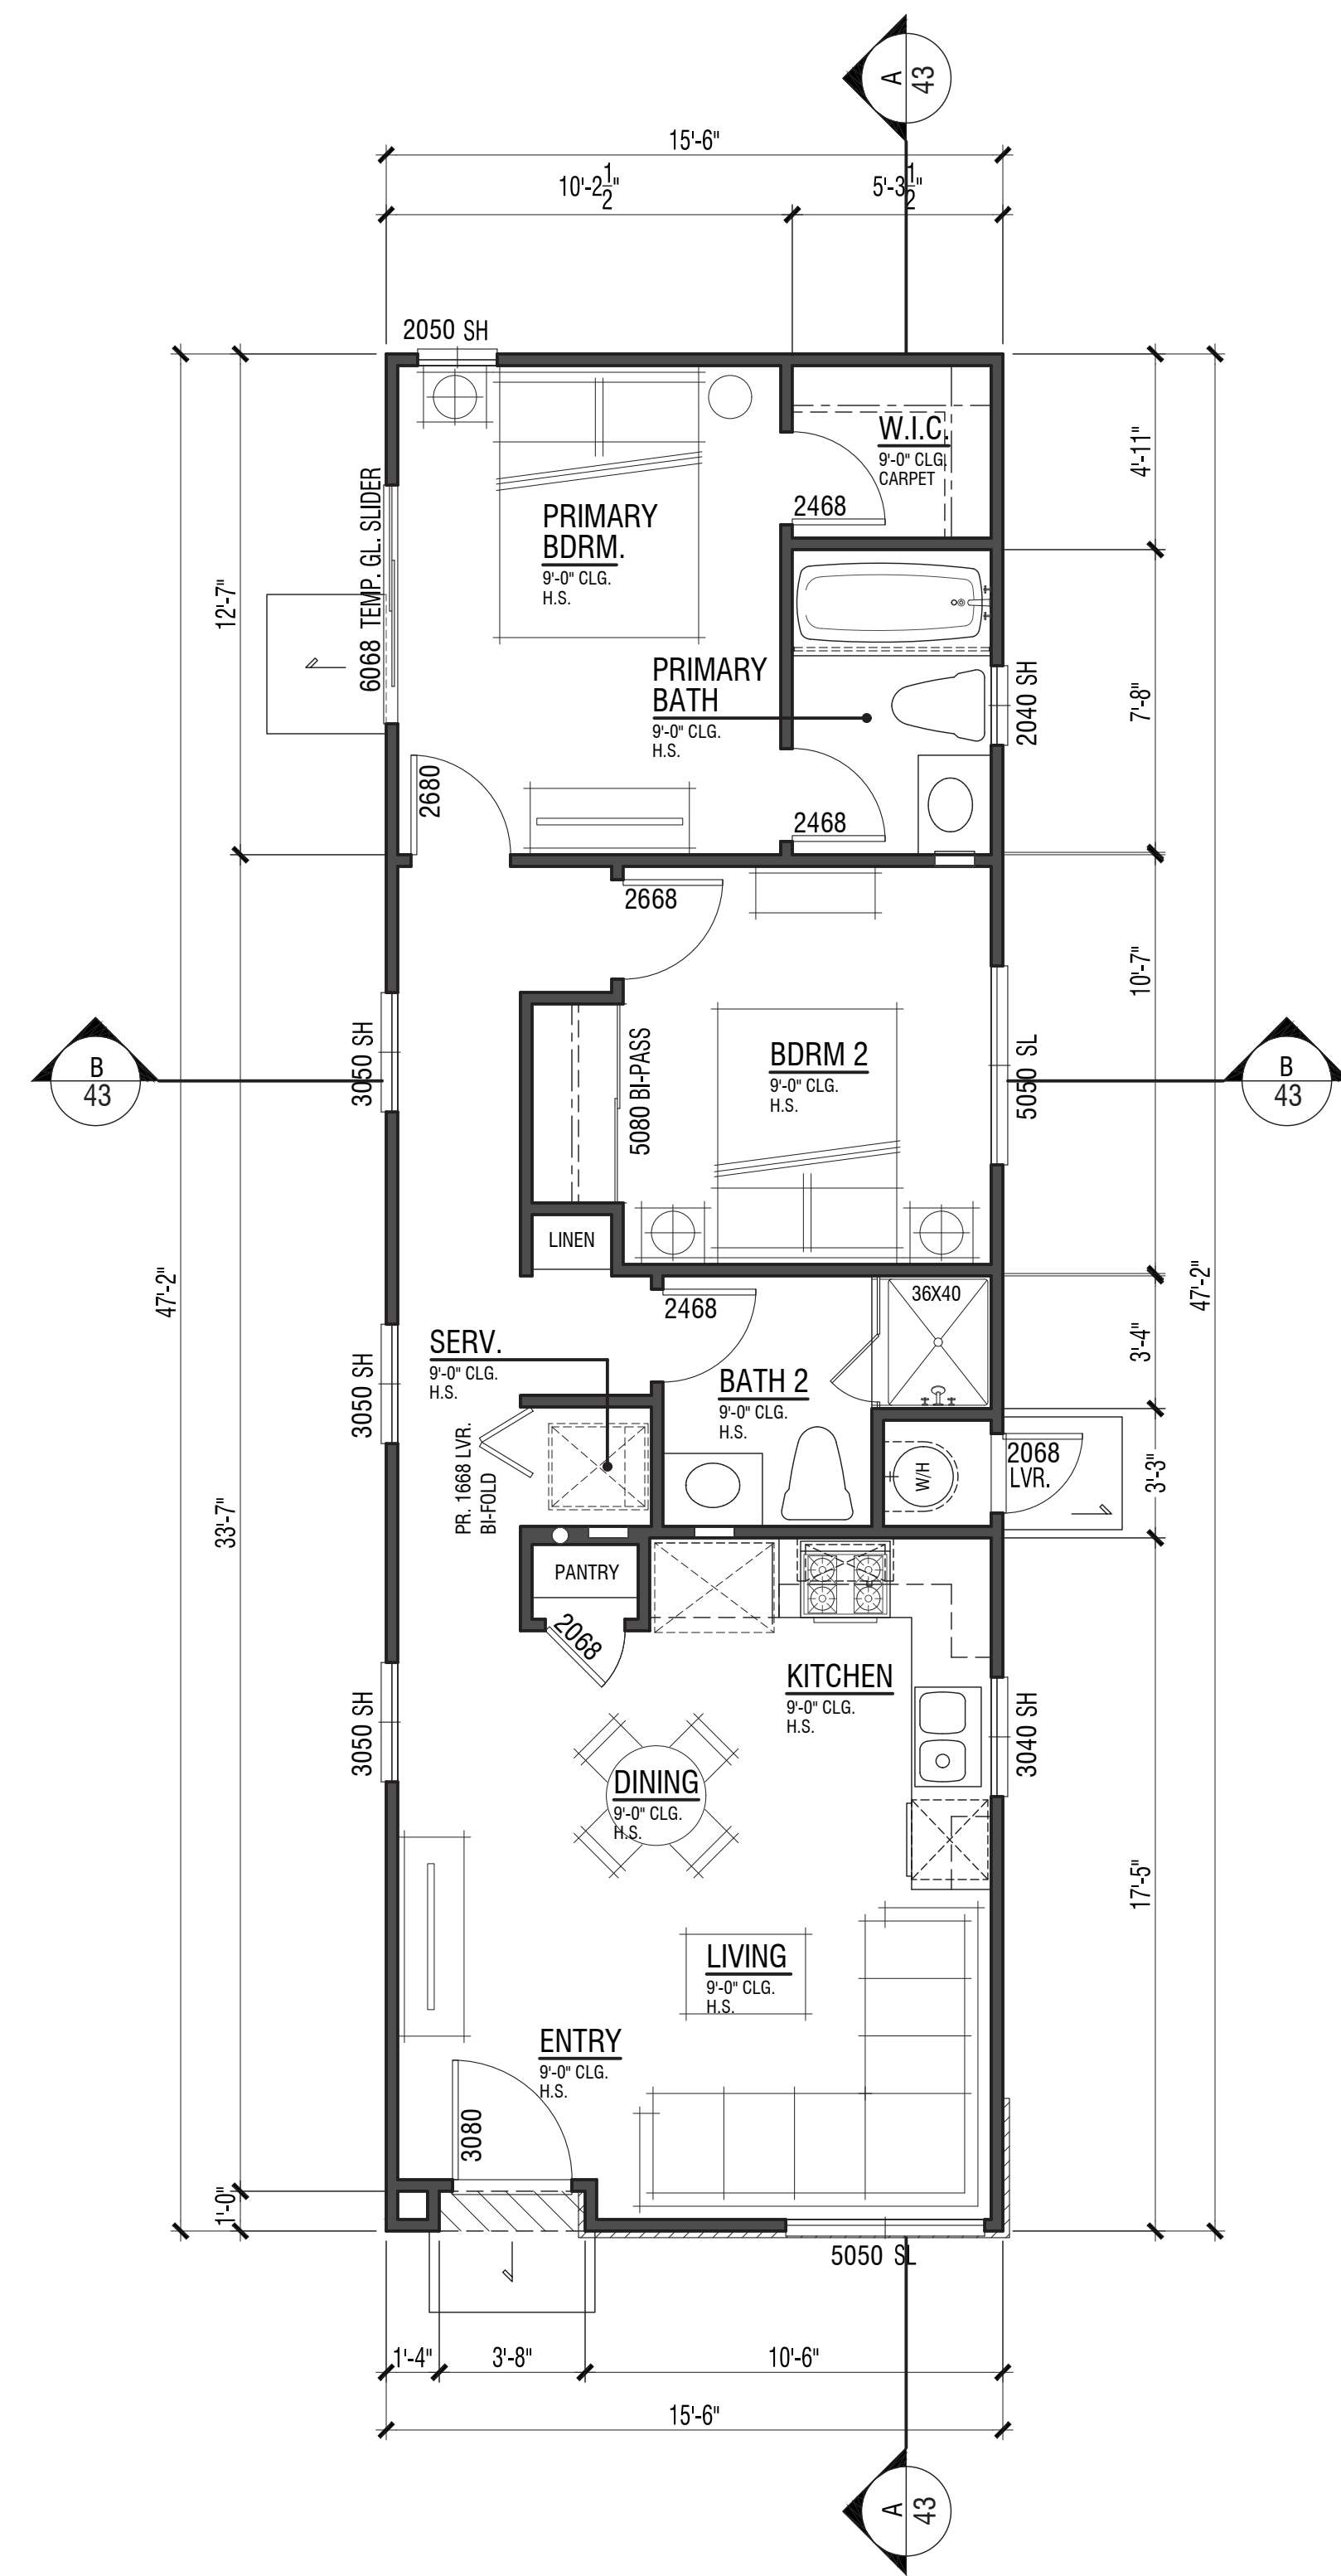 A
43
15'-6"
10'-2 1/2"
5'-3 1/2"
2050 SH
W.I.C.
9'-0" CLG.
CARPET
4'-11"
2468
PRIMARY
BDRM.
9'-0" CLG.
H.S.
6068 TEMP. GL. SLIDER
12'-7"
PRIMARY
BATH
9'-0" CLG.
H.S.
2040 SH
7'-8"
2680
2468
2668
10'-7"
B
43
3050 SH
5080 BI-PASS
BDRM 2
9'-0" CLG.
H.S.
5050 SL
B
43
LINEN
47'-2"
47'-2"
36X40
2468
SERV.
9'-0" CLG.
H.S.
3050 SH
BATH 2
9'-0" CLG.
H.S.
3'-4"
PR. 1668 LVR.
BI-FOLD
W/H
2068
LVR.
3'-3"
33'-7"
PANTRY
2068
KITCHEN
9'-0" CLG.
H.S.
3050 SH
3040 SH
DINING
9'-0" CLG.
H.S.
17'-5"
LIVING
9'-0" CLG.
H.S.
ENTRY
9'-0" CLG.
H.S.
3080
1'-0"
5050 SL
1'-4"
3'-8"
10'-6"
15'-6"
A
43